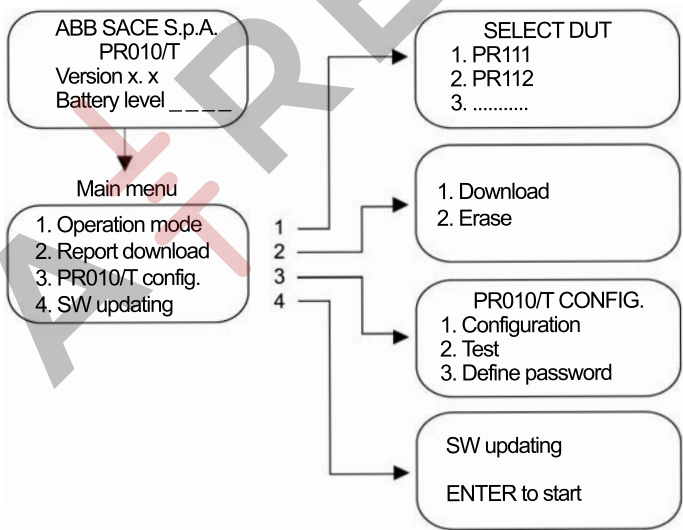 ABB SACE S.p.A.
PR010/T
Version x. x
Battery level _ _ _ _
Main menu
1. Operation mode
2. Report download
3. PR010/T config.
4. SW updating
1
2
3
4
SELECT DUT
1. PR111
2. PR112
3. ...........
1. Download
2. Erase
PR010/T CONFIG.
1. Configuration
2. Test
3. Define password
SW updating
ENTER to start